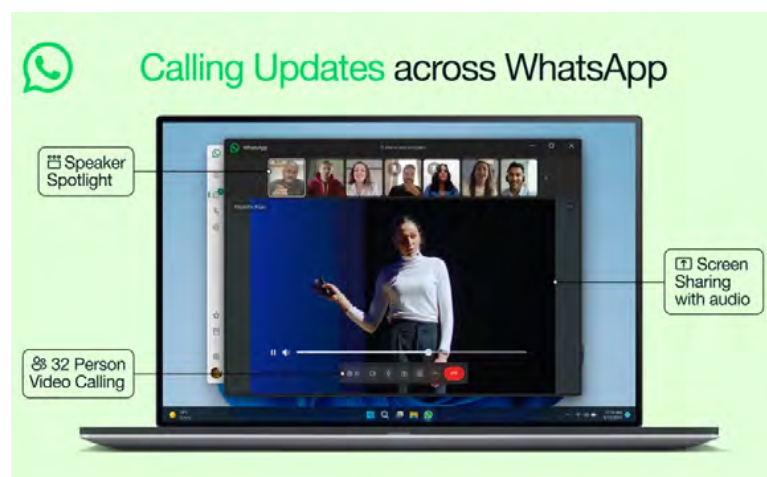 Calling Updates across WhatsApp
Speaker
Spotlight
WhatsApp
Screen
Sharing
with audio
32 Person
Video Calling